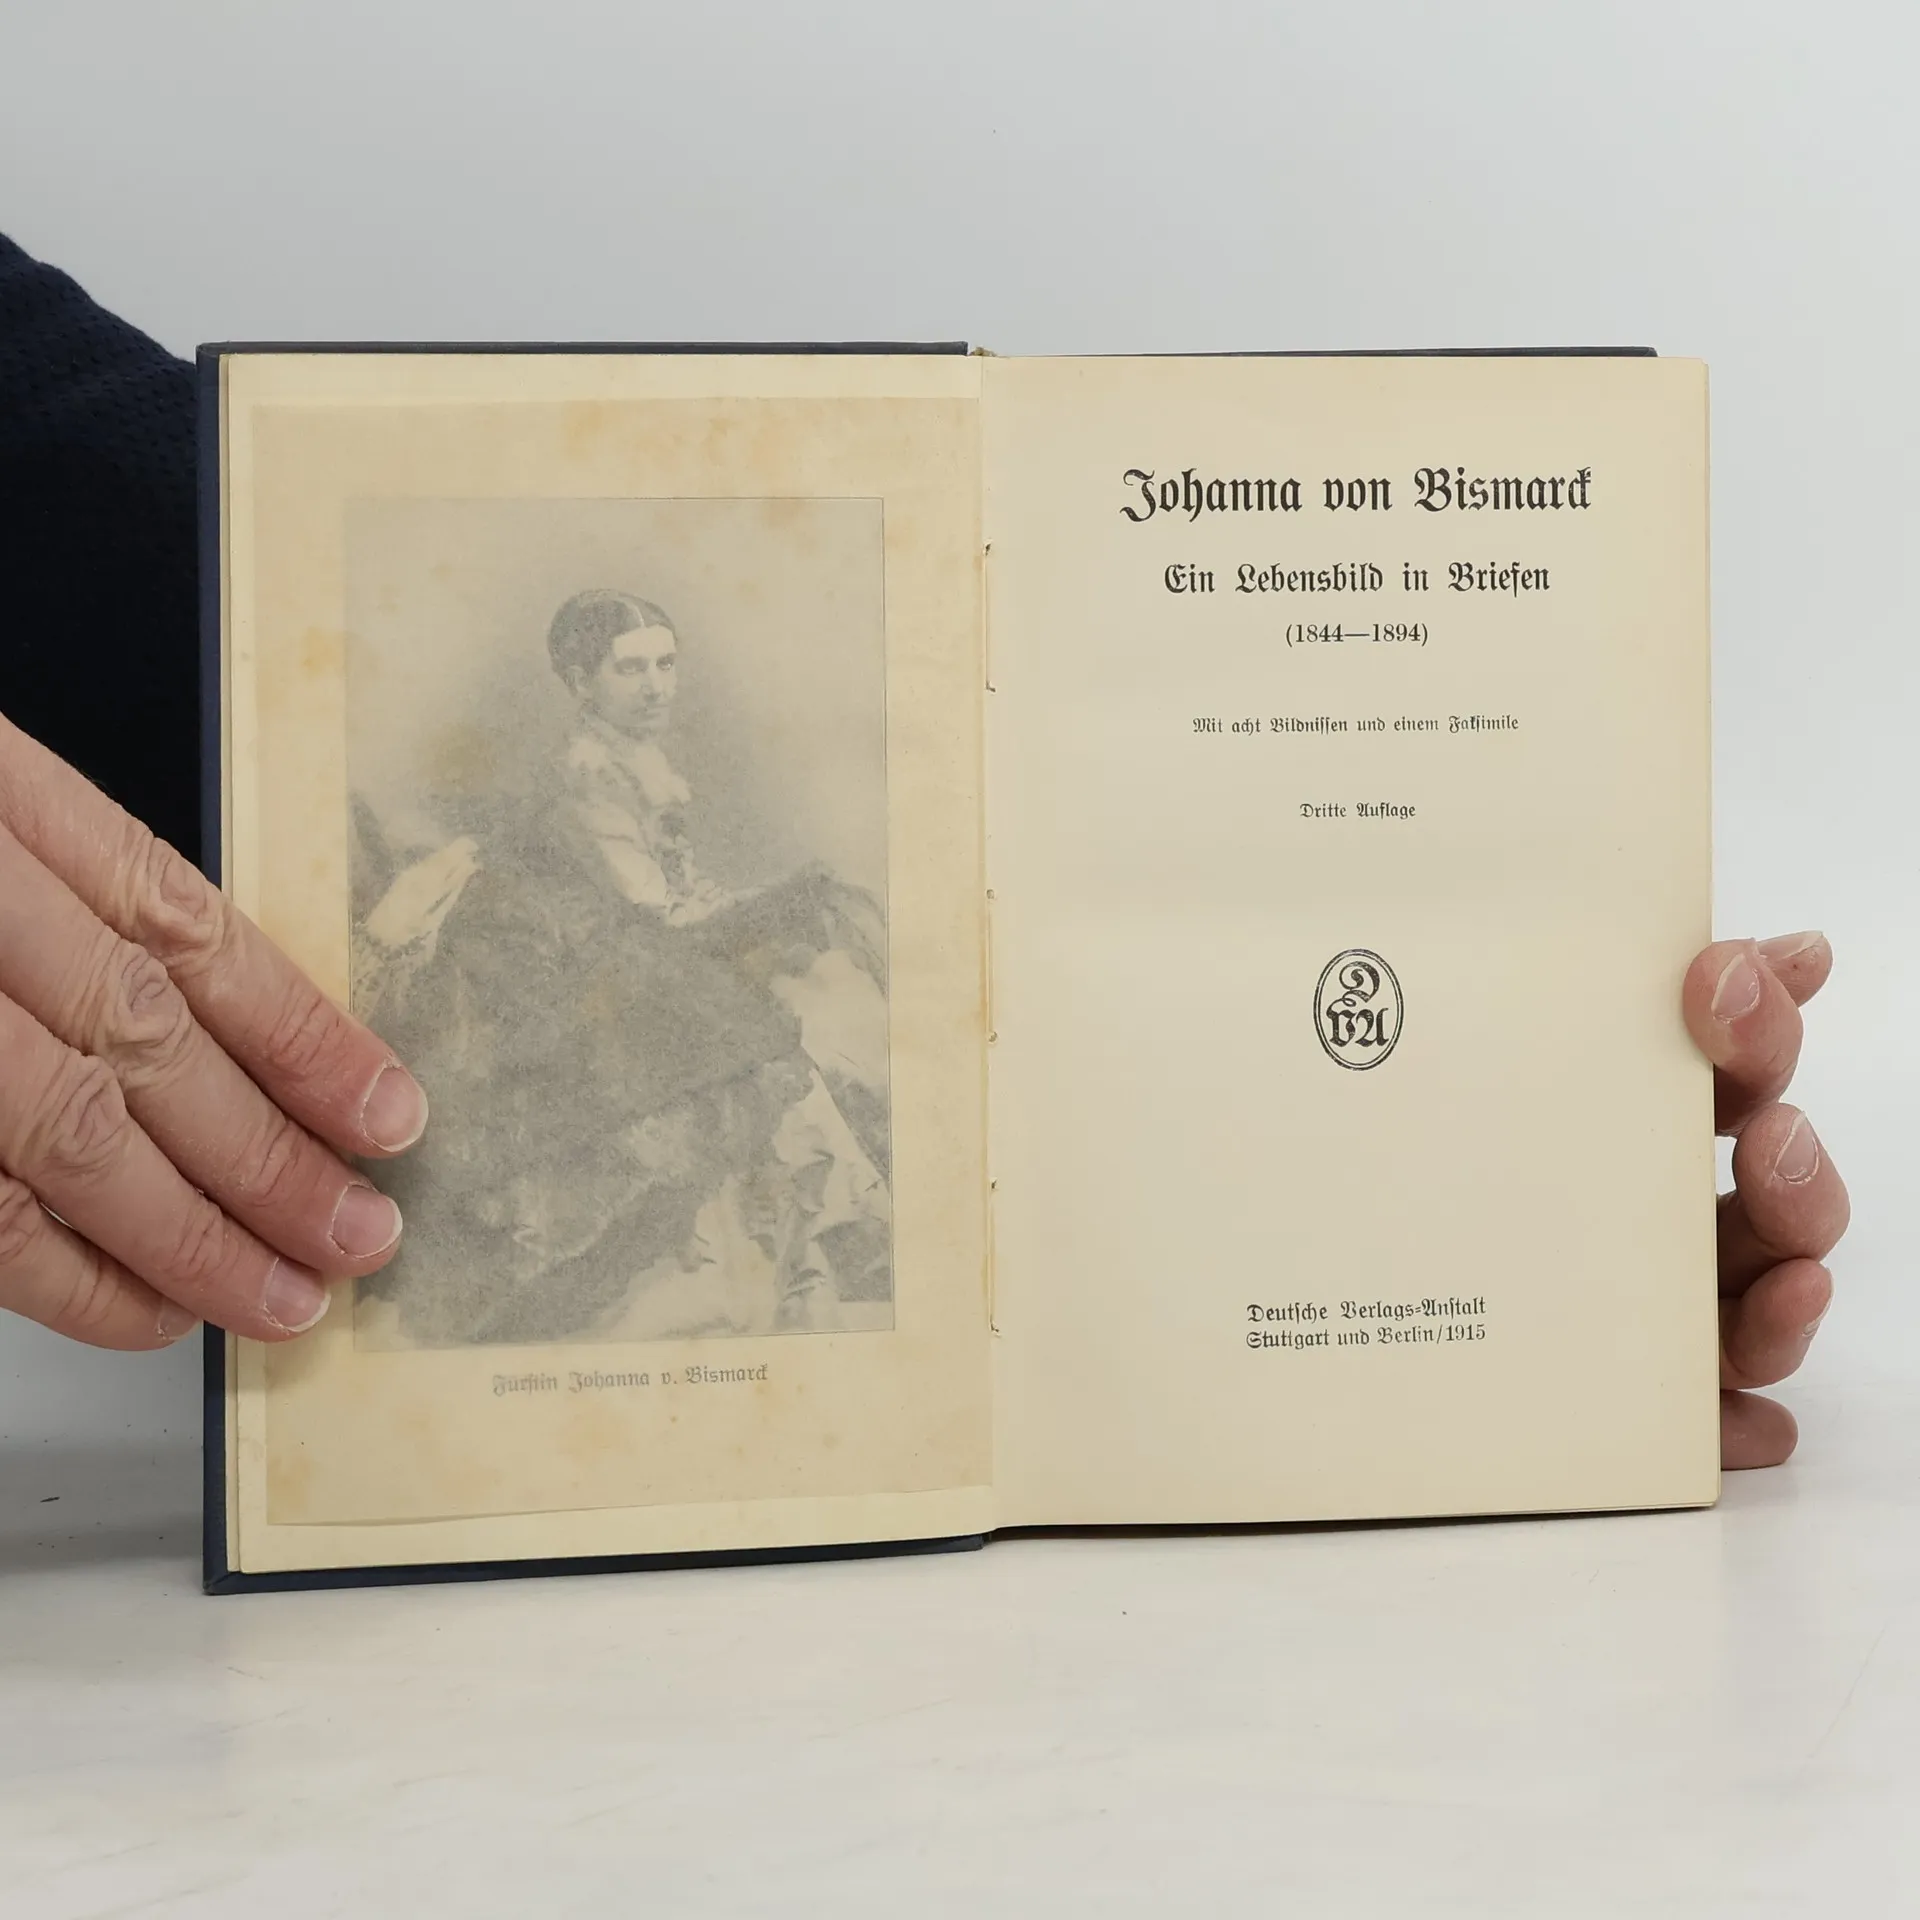 Fürstin Johanna v. Bismarck
Johanna von Bismarck
Ein Lebensbild in Briefen
(1844—1894)
Mit acht Bildnissen und einem Faksimile
Dritte Auflage
D
VA
Deutsche Verlags-Anstalt
Stuttgart und Berlin/1915